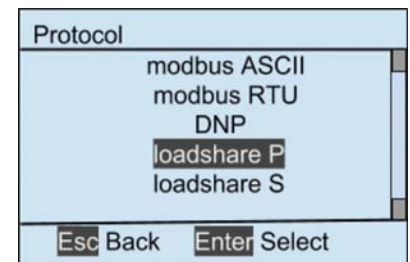 Protocol
modbus ASCII
modbus RTU
DNP
loadshare P
loadshare S
Esc Back Enter Select